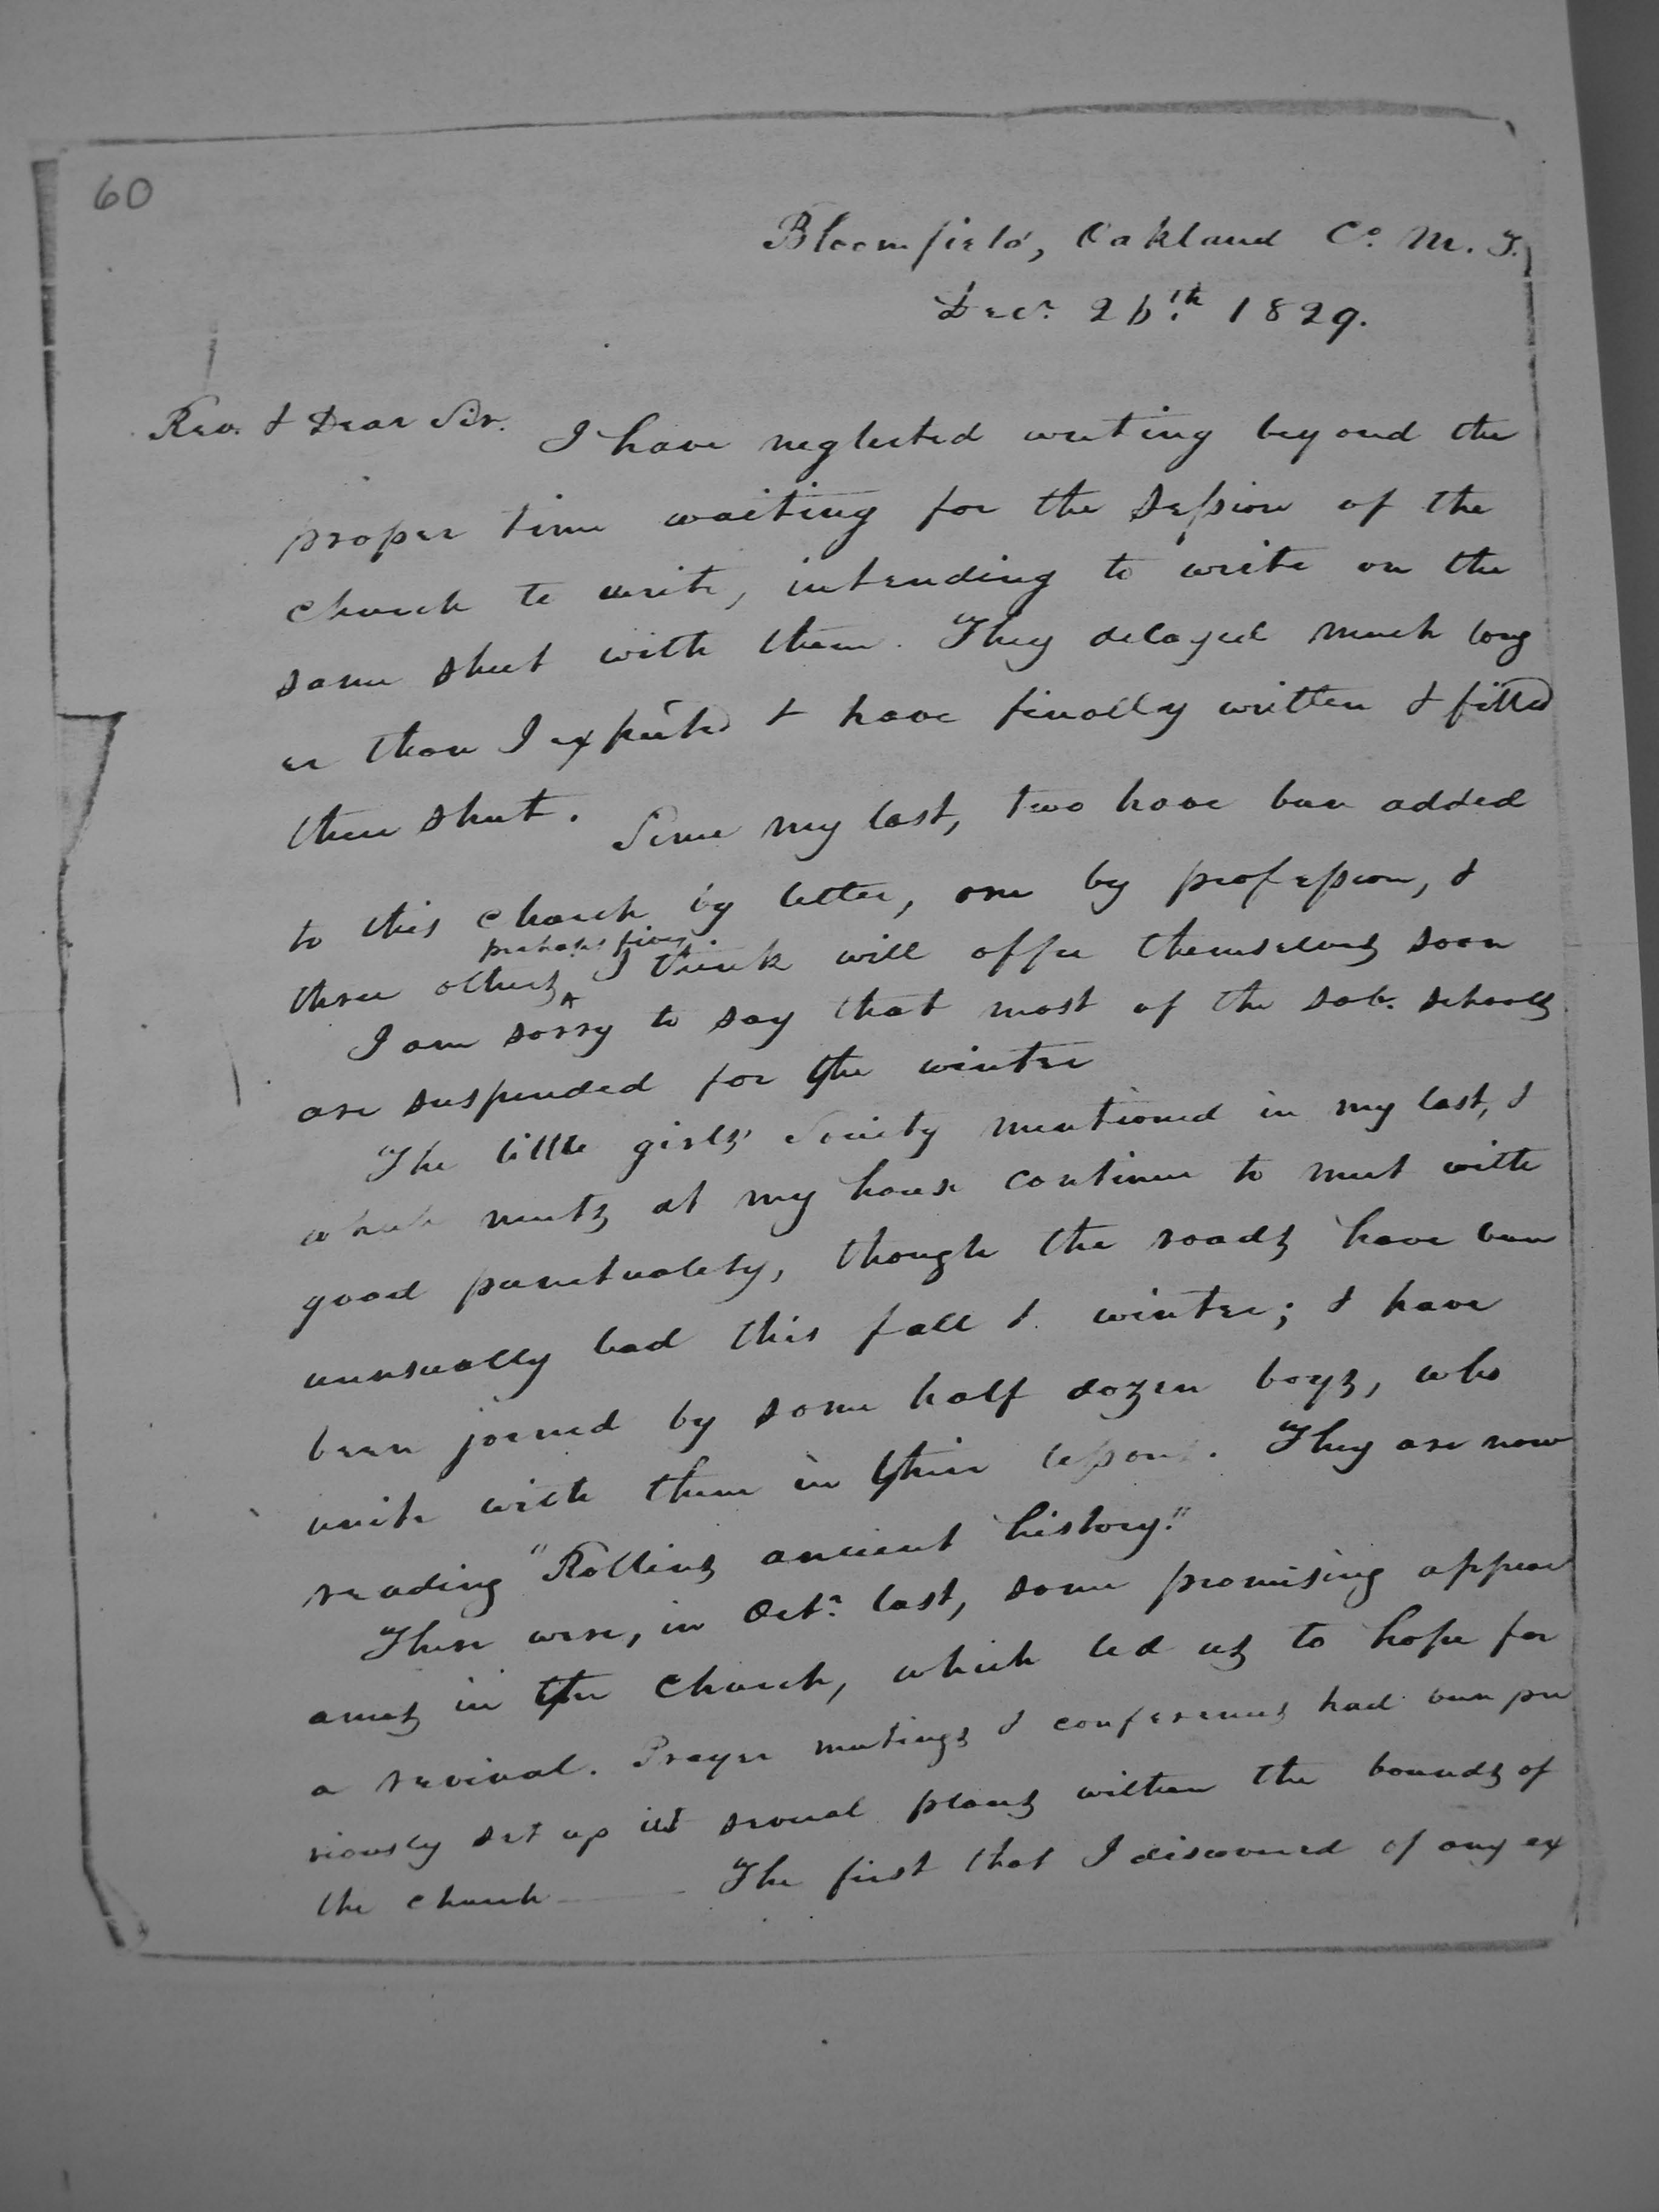 60
Bloomfield, Oakland Co. M. T.
Decr. 26th 1829.
Rev. & Dear Sir. I have neglected writing beyond the
proper time waiting for the Session of the
Church to write, intending to write on the
same sheet with them. They delayed much long
er than I expected & have finally written & filled
their sheet. Since my last, two have been added
to this church by letter, one by profession, &
perhaps five
three others I think will offer themselves soon
I am sorry to say that most of the sab. schools
are suspended for the winter
The little girls' Society mentioned in my last, &
which meets at my house continue to meet with
good punctuality, though the roads have been
unusually bad this fall & winter; & have
been joined by some half dozen boys, who
unite with them in their lessons. They are now
reading "Rollins ancient history."
There were, in Octr. last, some promising appear
ances in the Church, which led us to hope for
a revival. Prayer meetings & conferences had been pre
viously set up in several places within the bounds of
the church — The first that I discovered of any ex